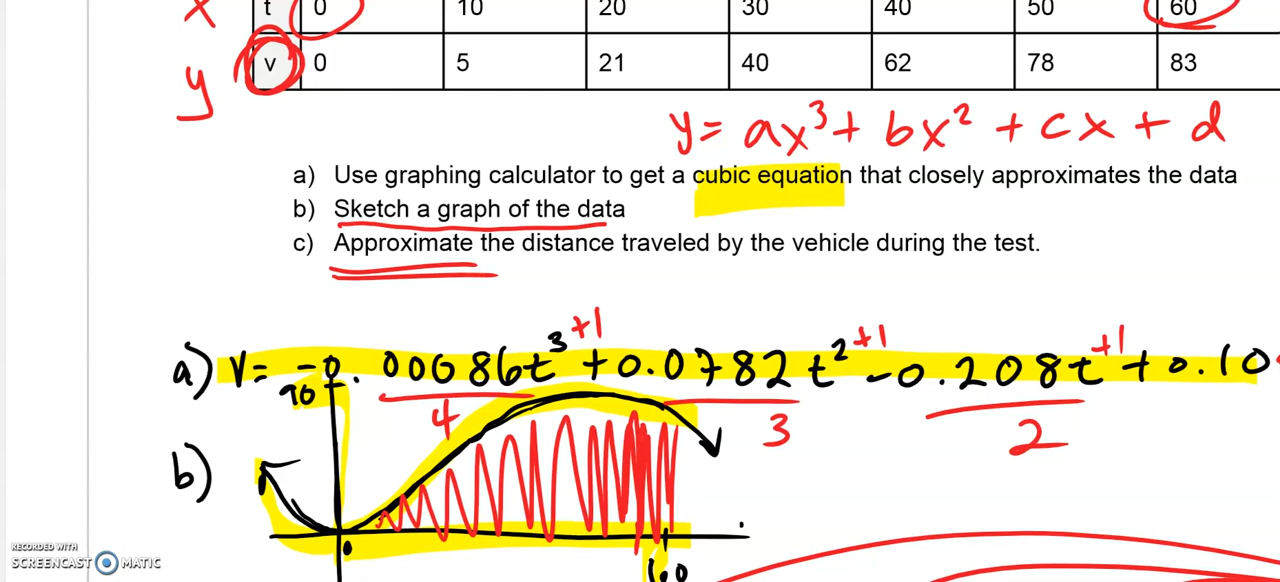 x t 0 10 20 30 40 50 60
y v 0 5 21 40 62 78 83
y = ax³ + bx² + cx + d
a) Use graphing calculator to get a cubic equation that closely approximates the data
b) Sketch a graph of the data
c) Approximate the distance traveled by the vehicle during the test.
+1 +1 +1
a) V = -0.00086t³ + 0.0782t² - 0.208t + 0.10
90 4 3 2
b)
0 60
RECORDED WITH
SCREENCAST MATIC